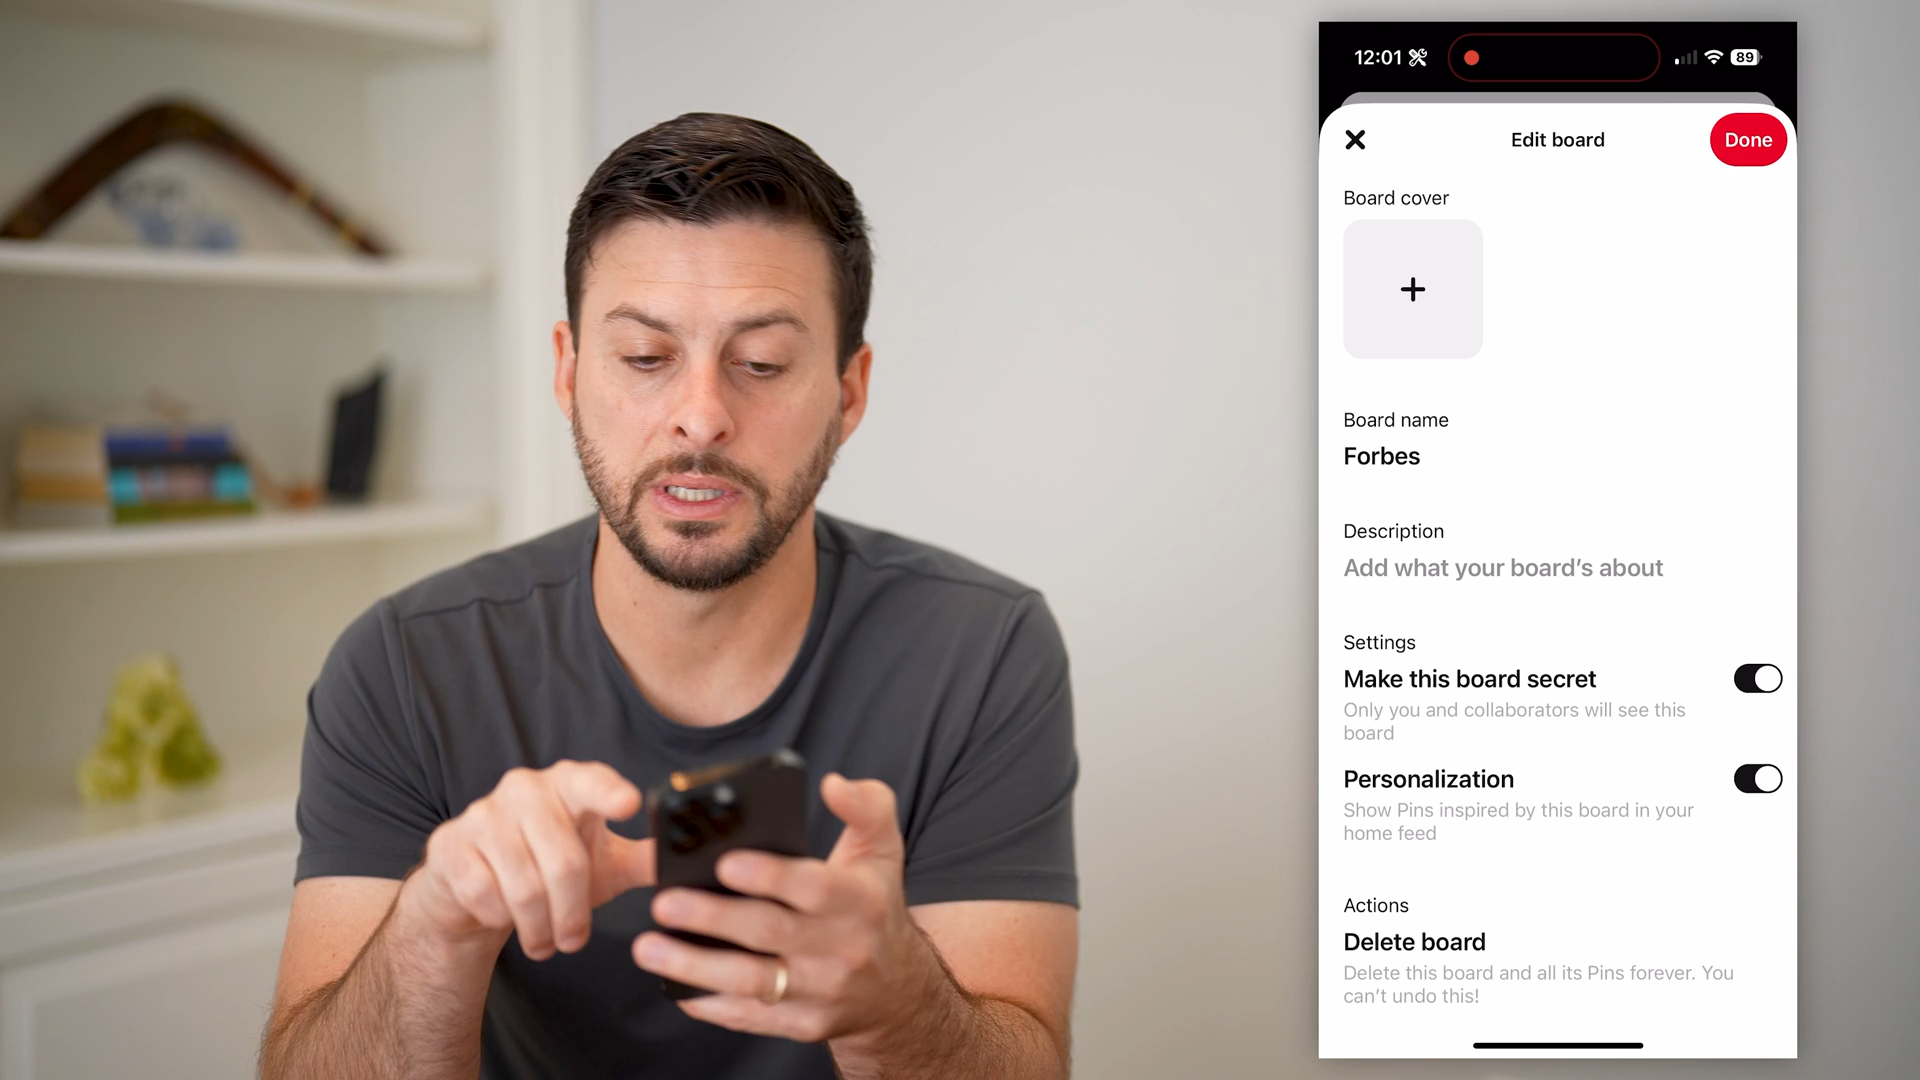 12:01
89
Edit board
Done
Board cover
Board name
Forbes
Description
Add what your board’s about
Settings
Make this board secret
Only you and collaborators will see this
board
Personalization
Show Pins inspired by this board in your
home feed
Actions
Delete board
Delete this board and all its Pins forever. You
can’t undo this!